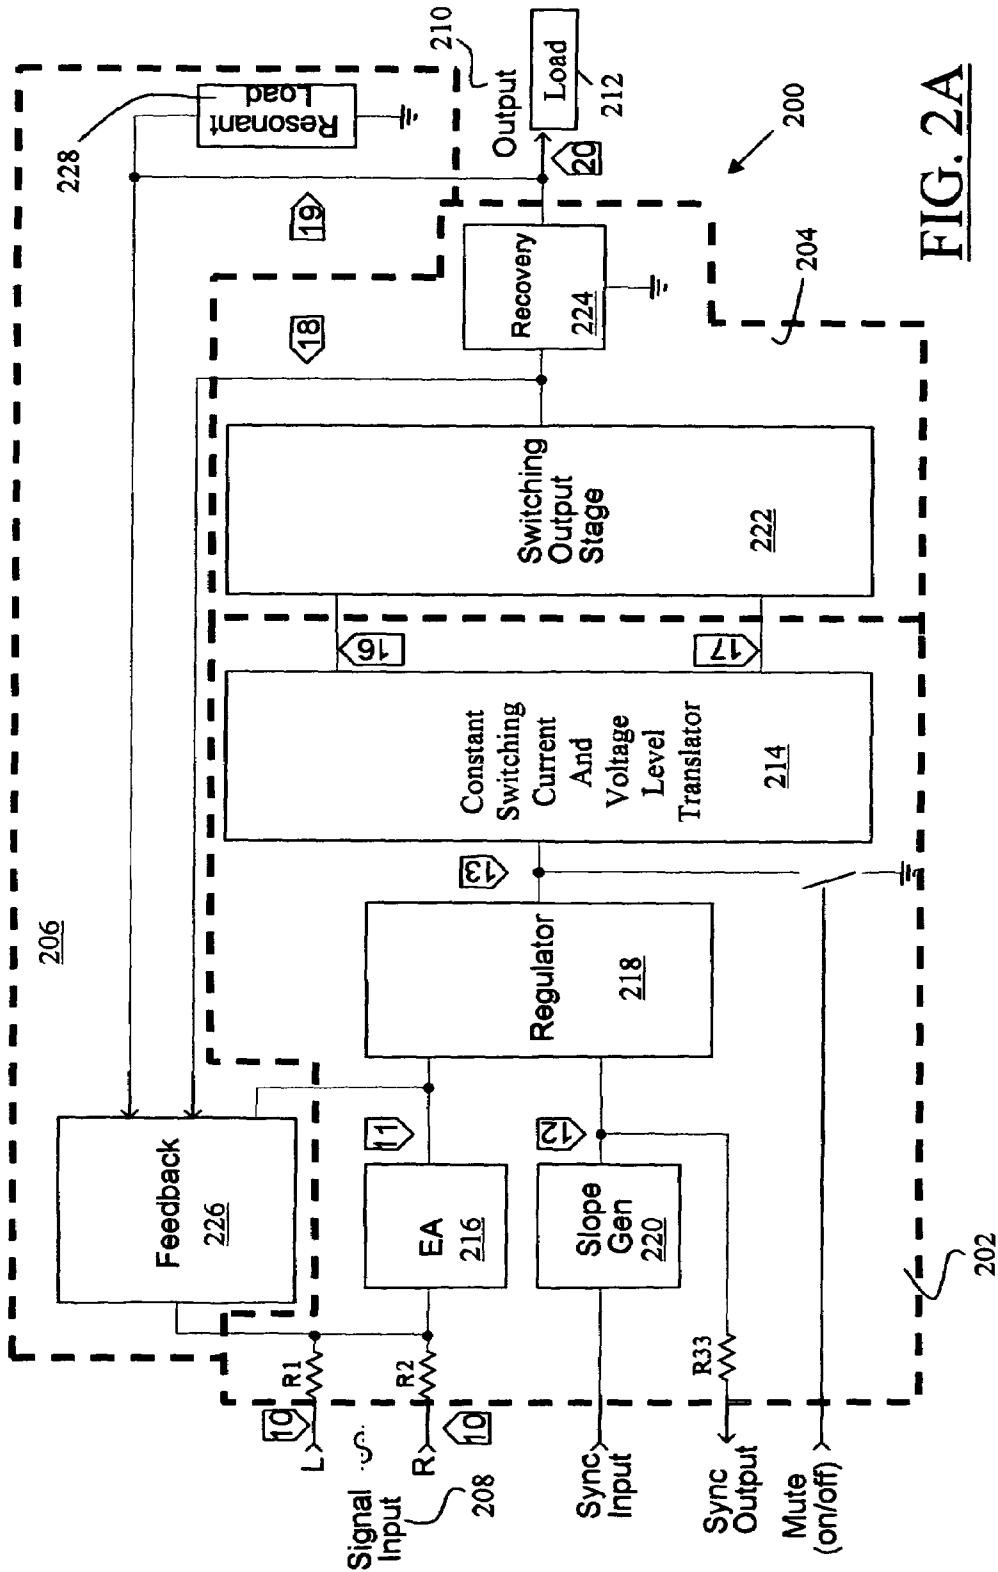 206
228
Resonant
Load
Feedback
226
19
18
210
Output
Load
212
20
Recovery
224
200
204
Switching
Output
Stage
222
16
17
Constant
Switching
Current
And
Voltage
Level
Translator
214
13
Regulator
218
11
12
EA
216
Slope
Gen
220
R1
R2
R33
10
10
L
S
R
Signal
Input
208
Sync
Input
Sync
Output
Mute
(on/off)
202
FIG. 2A